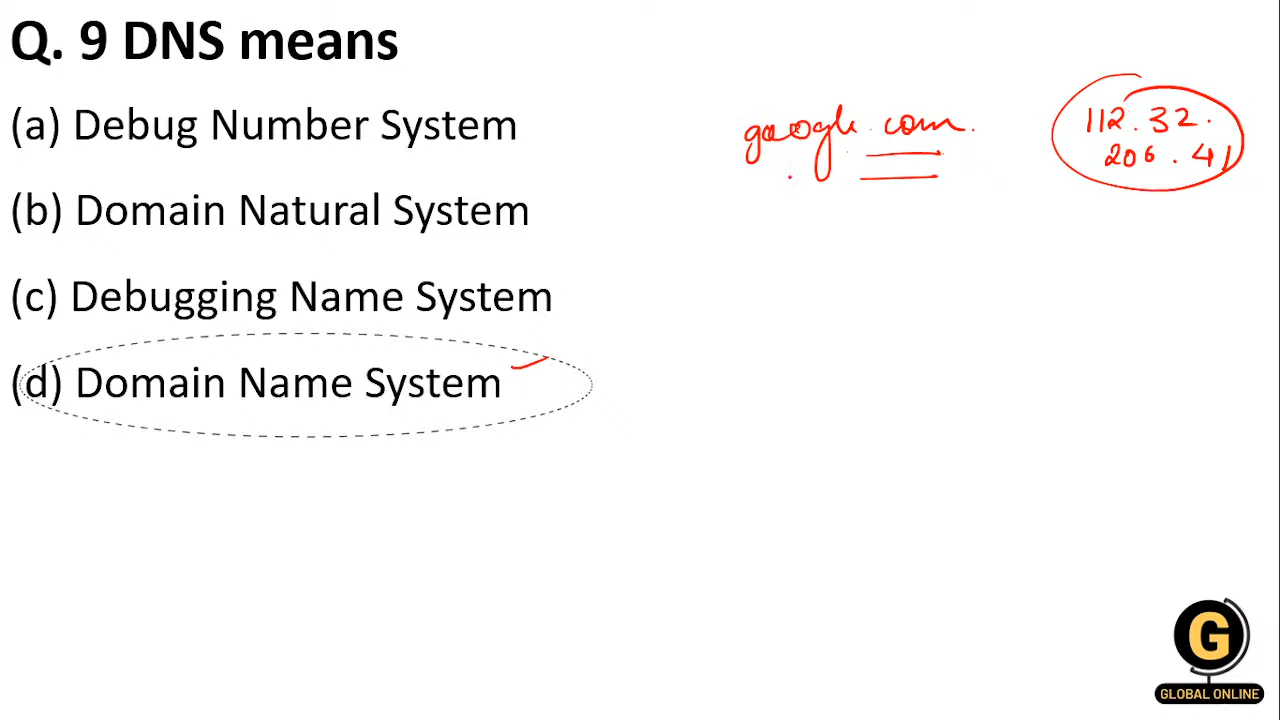 Q. 9 DNS means
(a) Debug Number System
google.com
112.32.
206.41
(b) Domain Natural System
(c) Debugging Name System
(d) Domain Name System
G
GLOBAL ONLINE